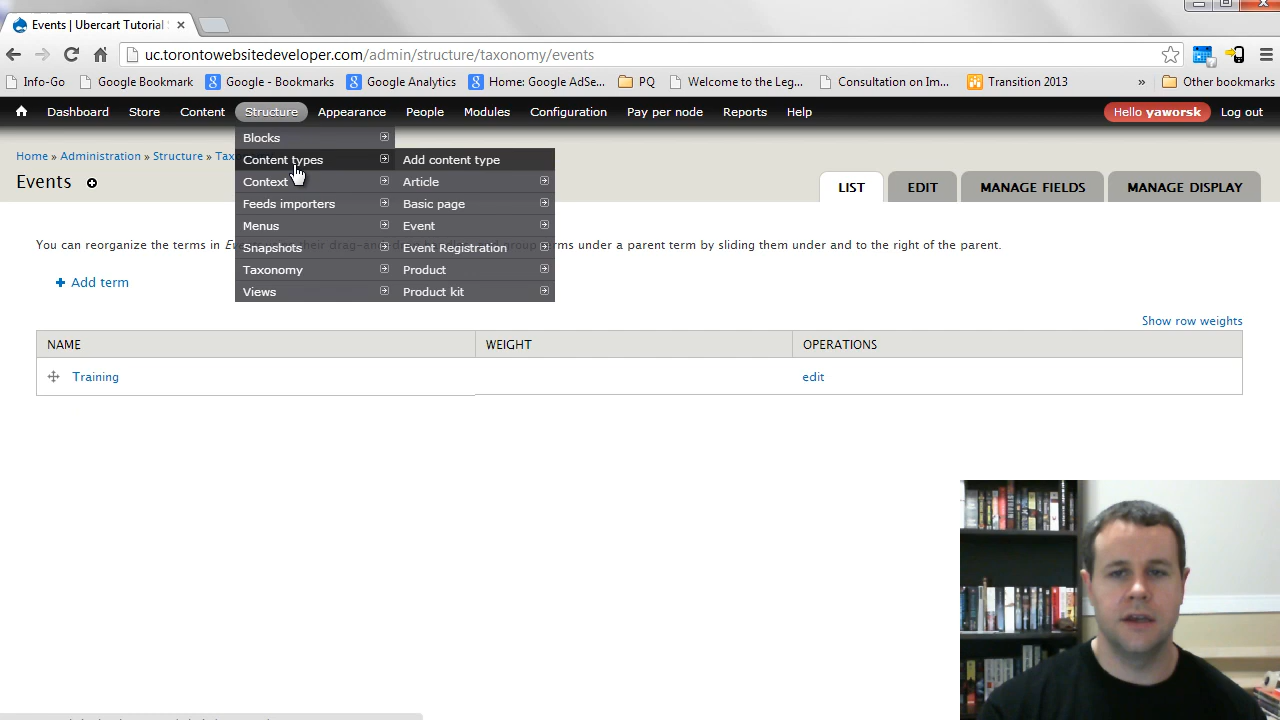 Events | Ubercart Tutorial
uc.torontowebsitedeveloper.com/admin/structure/taxonomy/events
Info-Go Google Bookmark Google - Bookmarks Google Analytics Home: Google AdSe... PQ Welcome to the Leg... Consultation on Im... Transition 2013 » Other bookmarks
Dashboard Store Content Structure Appearance People Modules Configuration Pay per node Reports Help Hello yaworsk Log out
Home » Administration » Structure » Tax
Events
LIST EDIT MANAGE FIELDS MANAGE DISPLAY
Blocks
Content types
Context
Feeds importers
Menus
Snapshots
Taxonomy
Views
Add content type
Article
Basic page
Event
Event Registration
Product
Product kit
You can reorganize the terms in terms under a parent term by sliding them under and to the right of the parent.
Add term
Show row weights
NAME WEIGHT OPERATIONS
Training edit